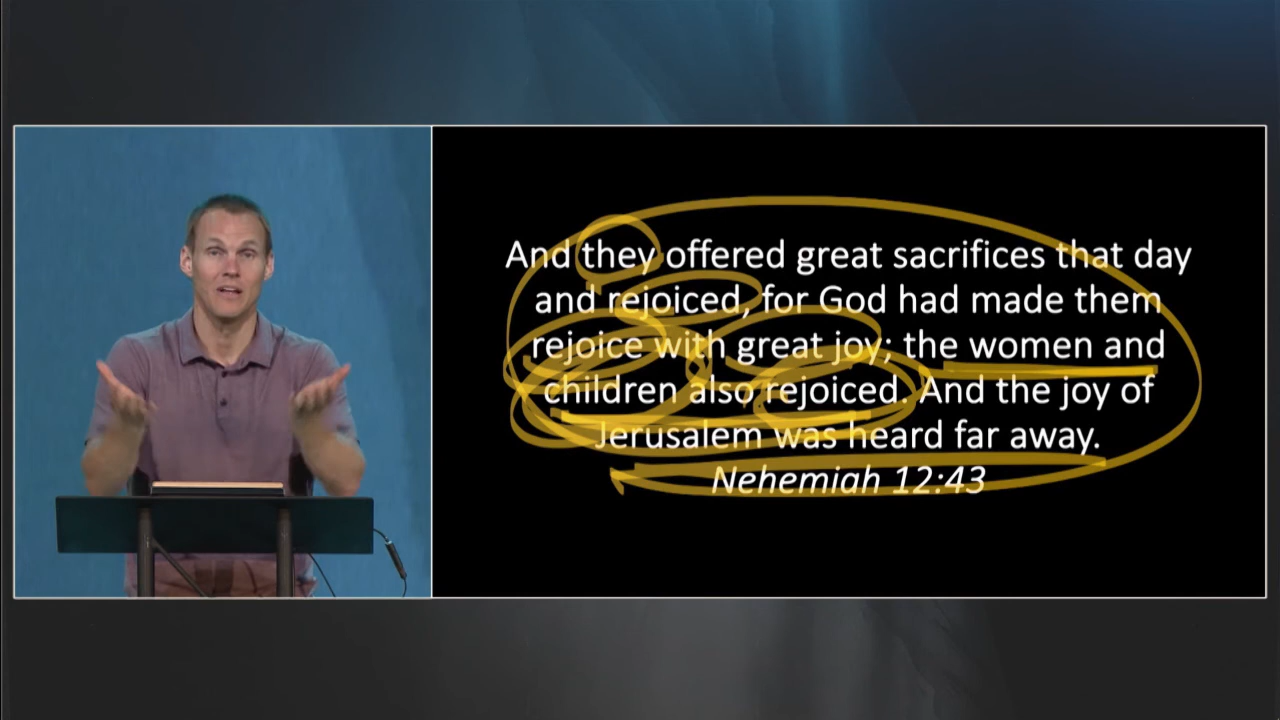 And they offered great sacrifices that day
and rejoiced, for God had made them
rejoice with great joy; the women and
children also rejoiced. And the joy of
Jerusalem was heard far away.
Nehemiah 12:43